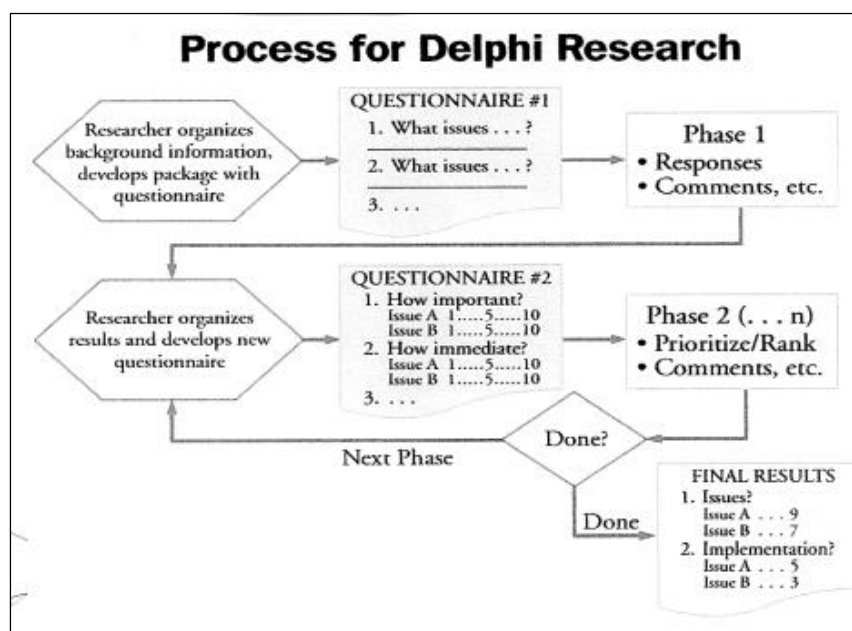 Process for Delphi Research
Researcher organizes
background information,
develops package with
questionnaire
QUESTIONNAIRE #1
1. What issues . . . ?
2. What issues . . . ?
3. . . .
Phase 1
• Responses
• Comments, etc.
Researcher organizes
results and develops new
questionnaire
QUESTIONNAIRE #2
1. How important?
Issue A 1.....5.....10
Issue B 1.....5.....10
2. How immediate?
Issue A 1.....5.....10
Issue B 1.....5.....10
3. . . .
Phase 2 (. . . n)
• Prioritize/Rank
• Comments, etc.
Done?
Next Phase
Done
FINAL RESULTS
1. Issues?
Issue A . . . 9
Issue B . . . 7
2. Implementation?
Issue A . . . 5
Issue B . . . 3